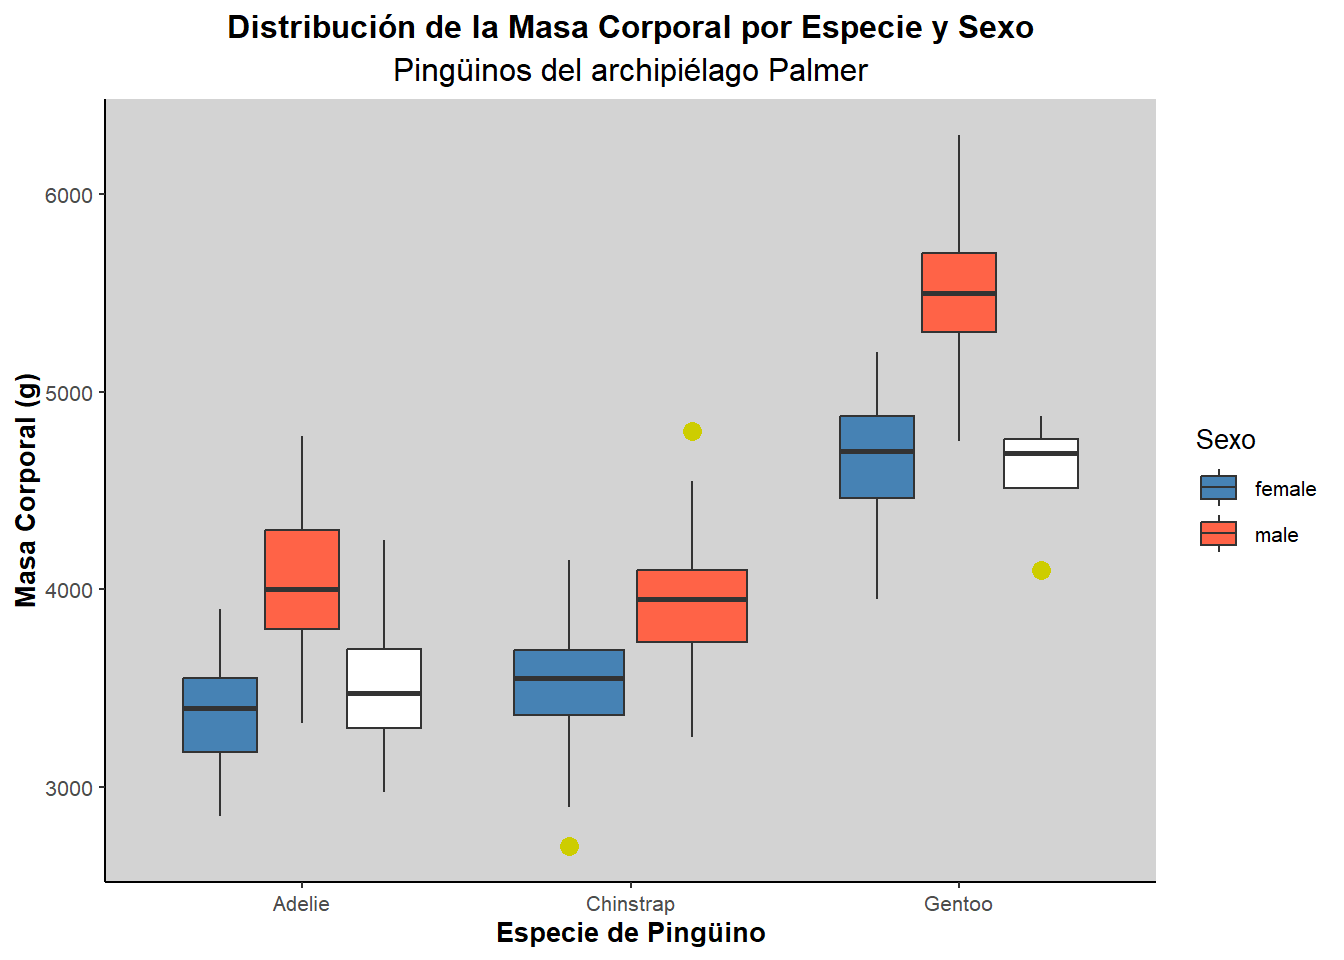 Distribución de la Masa Corporal por Especie y Sexo
Pingüinos del archipiélago Palmer
Masa Corporal (g)
6000
5000
4000
3000
Adelie
Chinstrap
Gentoo
Especie de Pingüino
Sexo
female
male